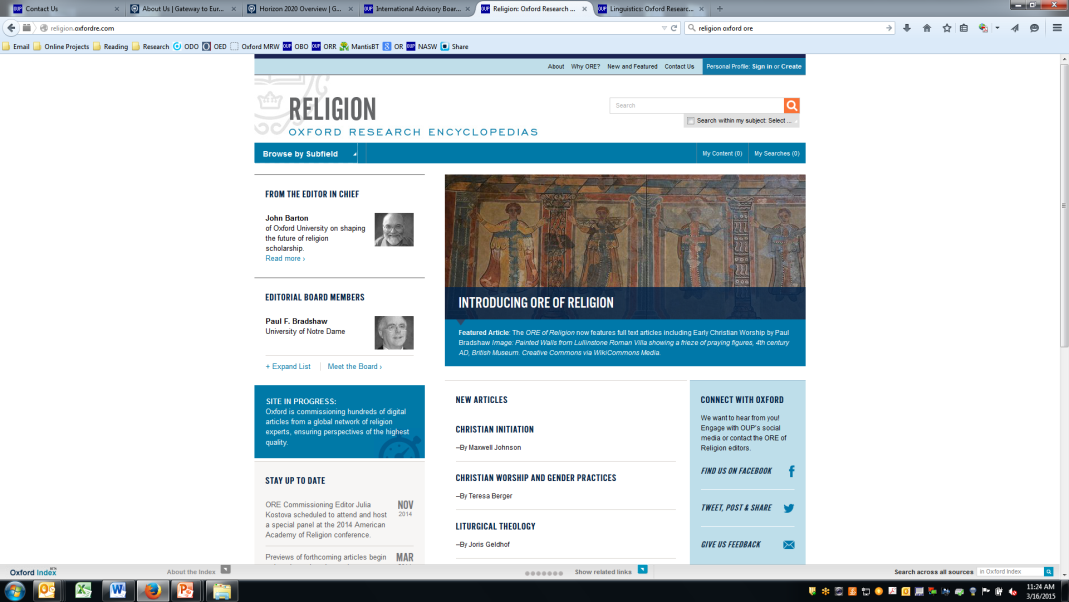 Contact Us
About Us | Gateway to Eur...
Horizon 2020 Overview | G...
International Advisory Boar...
Religion: Oxford Research ...
Linguistics: Oxford Researc...
religion.oxfordre.com
religion oxford ore
Email Online Projects Reading Research ODO OED Oxford MRW OBO ORR MantisBT OR NASW Share
About Why ORE? New and Featured Contact Us Personal Profile: Sign in or Create
RELIGION
OXFORD RESEARCH ENCYCLOPEDIAS
Search
Search within my subject: Select ...
Browse by Subfield
My Content (0) My Searches (0)
FROM THE EDITOR IN CHIEF
John Barton
of Oxford University on shaping
the future of religion
scholarship.
Read more ›
EDITORIAL BOARD MEMBERS
Paul F. Bradshaw
University of Notre Dame
+ Expand List | Meet the Board ›
SITE IN PROGRESS:
Oxford is commissioning hundreds of digital
articles from a global network of religion
experts, ensuring perspectives of the highest
quality.
STAY UP TO DATE
ORE Commissioning Editor Julia
Kostova scheduled to attend and host
a special panel at the 2014 American
Academy of Religion conference.
NOV
2014
Previews of forthcoming articles begin
MAR
INTRODUCING ORE OF RELIGION
Featured Article: The ORE of Religion now features full text articles including Early Christian Worship by Paul
Bradshaw Image: Painted Walls from Lullinstone Roman Villa showing a frieze of praying figures, 4th century
AD, British Museum. Creative Commons via WikiCommons Media.
NEW ARTICLES
CHRISTIAN INITIATION
--By Maxwell Johnson
CHRISTIAN WORSHIP AND GENDER PRACTICES
--By Teresa Berger
LITURGICAL THEOLOGY
--By Joris Geldhof
CONNECT WITH OXFORD
We want to hear from you!
Engage with OUP's social
media or contact the ORE of
Religion editors.
FIND US ON FACEBOOK
TWEET, POST & SHARE
GIVE US FEEDBACK
Oxford Index
About the Index
Show related links
Search across all sources
in Oxford Index
11:24 AM
3/16/2015